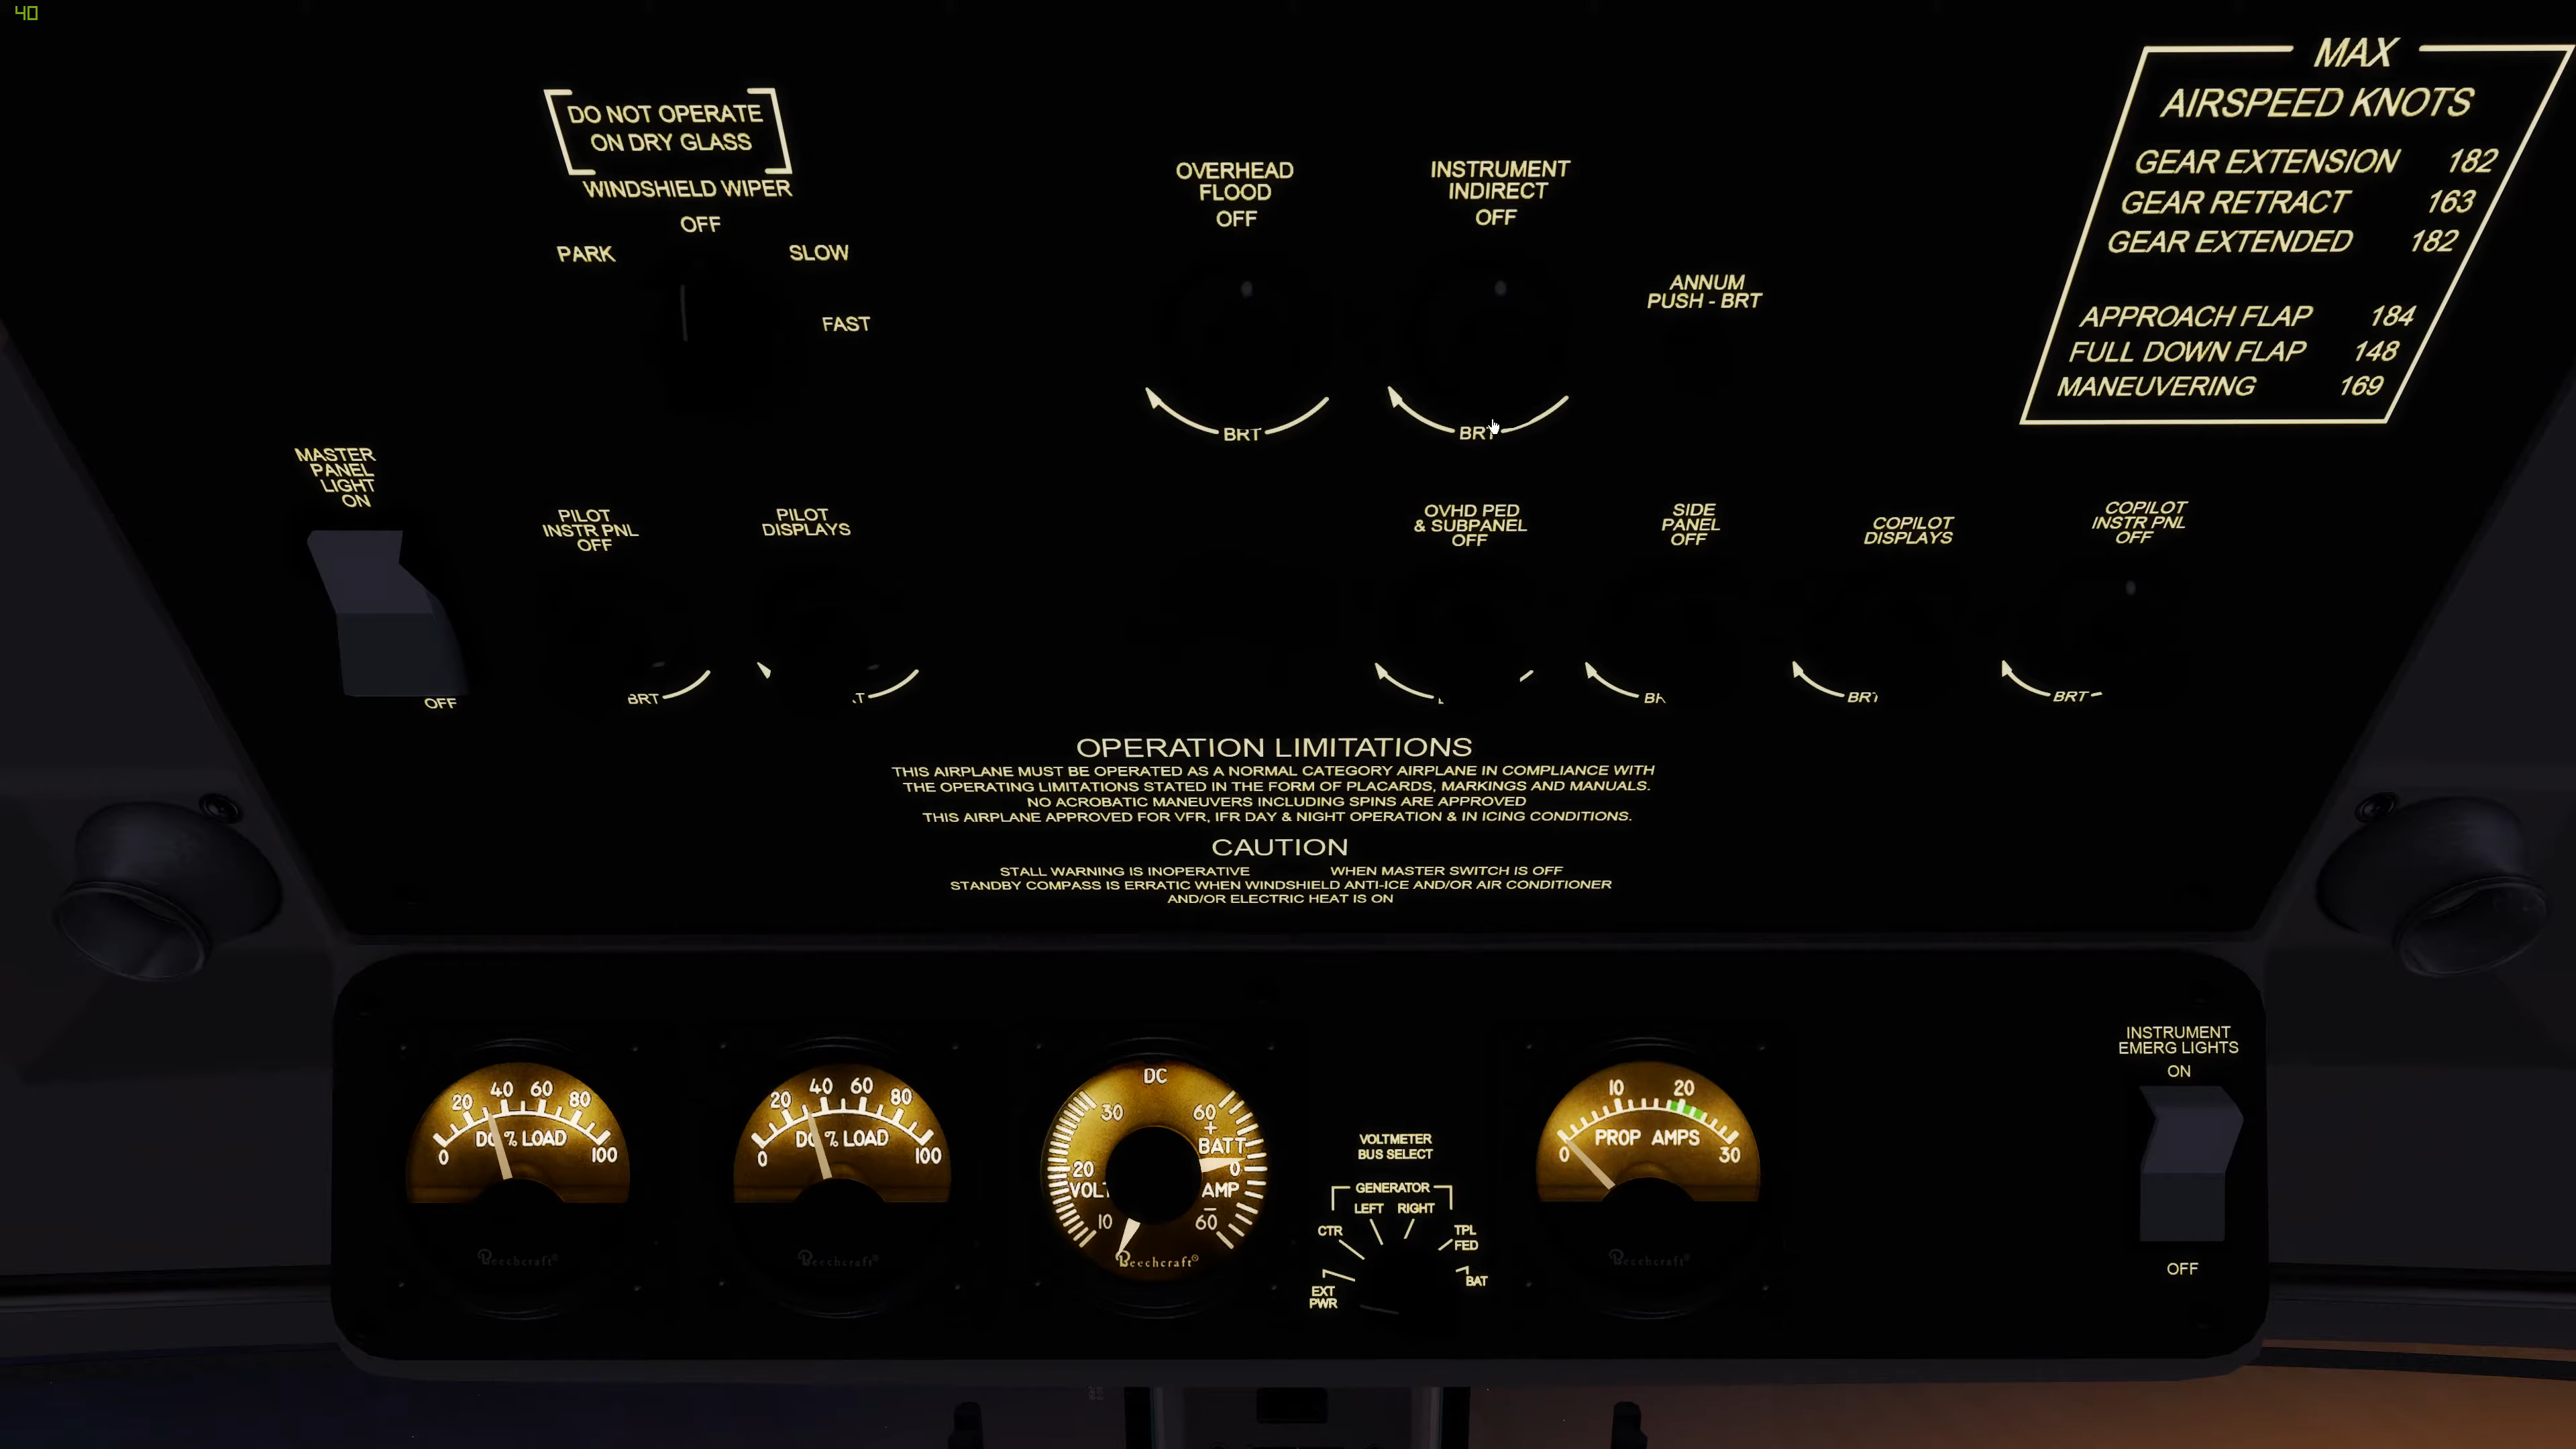 40
MAX
AIRSPEED KNOTS
GEAR EXTENSION 182
GEAR RETRACT 163
GEAR EXTENDED 182
APPROACH FLAP 184
FULL DOWN FLAP 148
MANEUVERING 169
DO NOT OPERATE
ON DRY GLASS
WINDSHIELD WIPER
OFF
PARK
SLOW
FAST
OVERHEAD
FLOOD
OFF
BRT
INSTRUMENT
INDIRECT
OFF
BRT
ANNUM
PUSH - BRT
MASTER
PANEL
LIGHT
ON
OFF
PILOT
INSTR PNL
OFF
BRT
PILOT
DISPLAYS
OVHD PED
& SUBPANEL
OFF
SIDE
PANEL
OFF
COPILOT
DISPLAYS
BRT
COPILOT
INSTR PNL
OFF
BRT
OPERATION LIMITATIONS
THIS AIRPLANE MUST BE OPERATED AS A NORMAL CATEGORY AIRPLANE IN COMPLIANCE WITH
THE OPERATING LIMITATIONS STATED IN THE FORM OF PLACARDS, MARKINGS AND MANUALS.
NO ACROBATIC MANEUVERS INCLUDING SPINS ARE APPROVED
THIS AIRPLANE APPROVED FOR VFR, IFR DAY & NIGHT OPERATION & IN ICING CONDITIONS.
CAUTION
STALL WARNING IS INOPERATIVE WHEN MASTER SWITCH IS OFF
STANDBY COMPASS IS ERRATIC WHEN WINDSHIELD ANTI-ICE AND/OR AIR CONDITIONER
AND/OR ELECTRIC HEAT IS ON
0 20 40 60 80 100
DC % LOAD
Beechcraft
0 20 40 60 80 100
DC % LOAD
Beechcraft
DC
30 60
+
BATT
20 0
VOLT AMP
10 60
Beechcraft
VOLTMETER
BUS SELECT
GENERATOR
LEFT RIGHT
CTR
TPL
FED
EXT
PWR
BAT
0 10 20 30
PROP AMPS
Beechcraft
INSTRUMENT
EMERG LIGHTS
ON
OFF